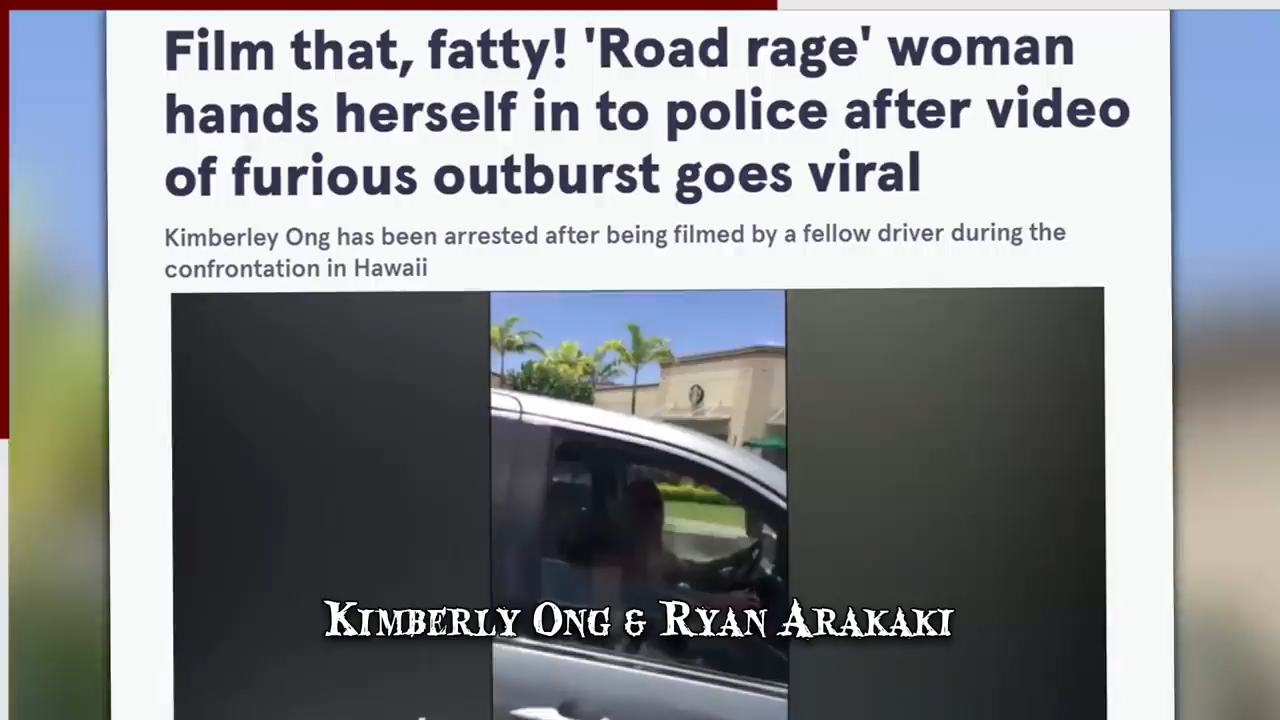 Film that, fatty! 'Road rage' woman
hands herself in to police after video
of furious outburst goes viral
Kimberley Ong has been arrested after being filmed by a fellow driver during the
confrontation in Hawaii
Kimberly Ong & Ryan Arakaki